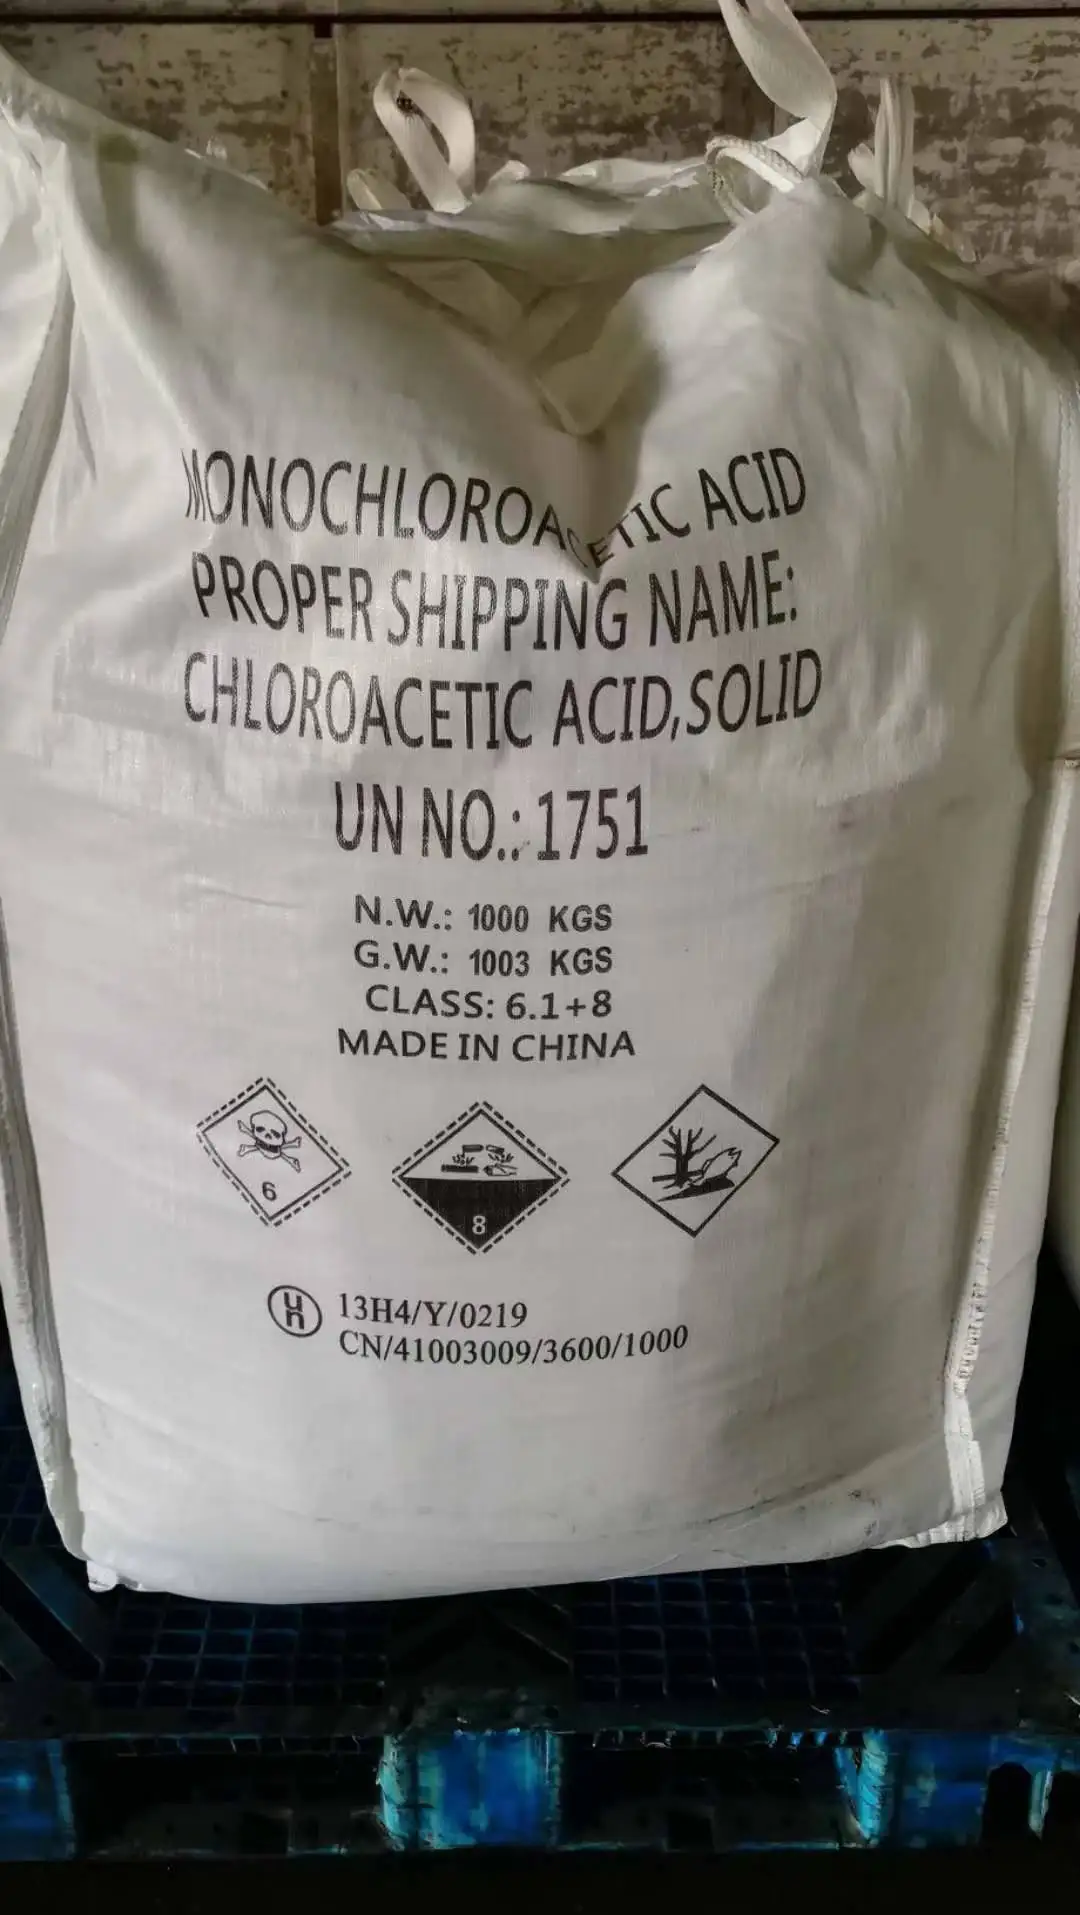 MONOCHLOROACETIC ACID
PROPER SHIPPING NAME:
CHLOROACETIC ACID,SOLID
UN NO.: 1751
N.W.: 1000 KGS
G.W.: 1003 KGS
CLASS: 6.1+8
MADE IN CHINA
6
8
un 13H4/Y/0219
CN/41003009/3600/1000